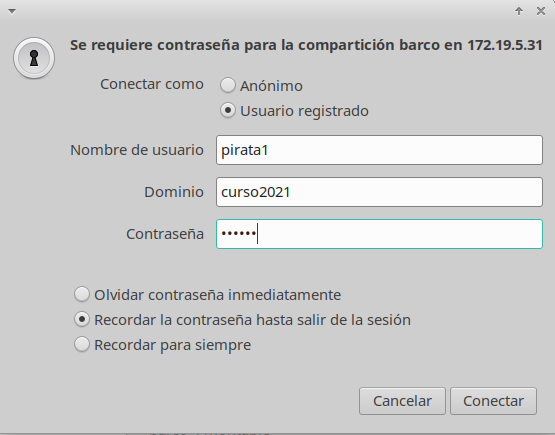 Se requiere contraseña para la compartición barco en 172.19.5.31
Conectar como
Anónimo
Usuario registrado
Nombre de usuario
pirata1
Dominio
curso2021
Contraseña
••••••
Olvidar contraseña inmediatamente
Recordar la contraseña hasta salir de la sesión
Recordar para siempre
Cancelar
Conectar